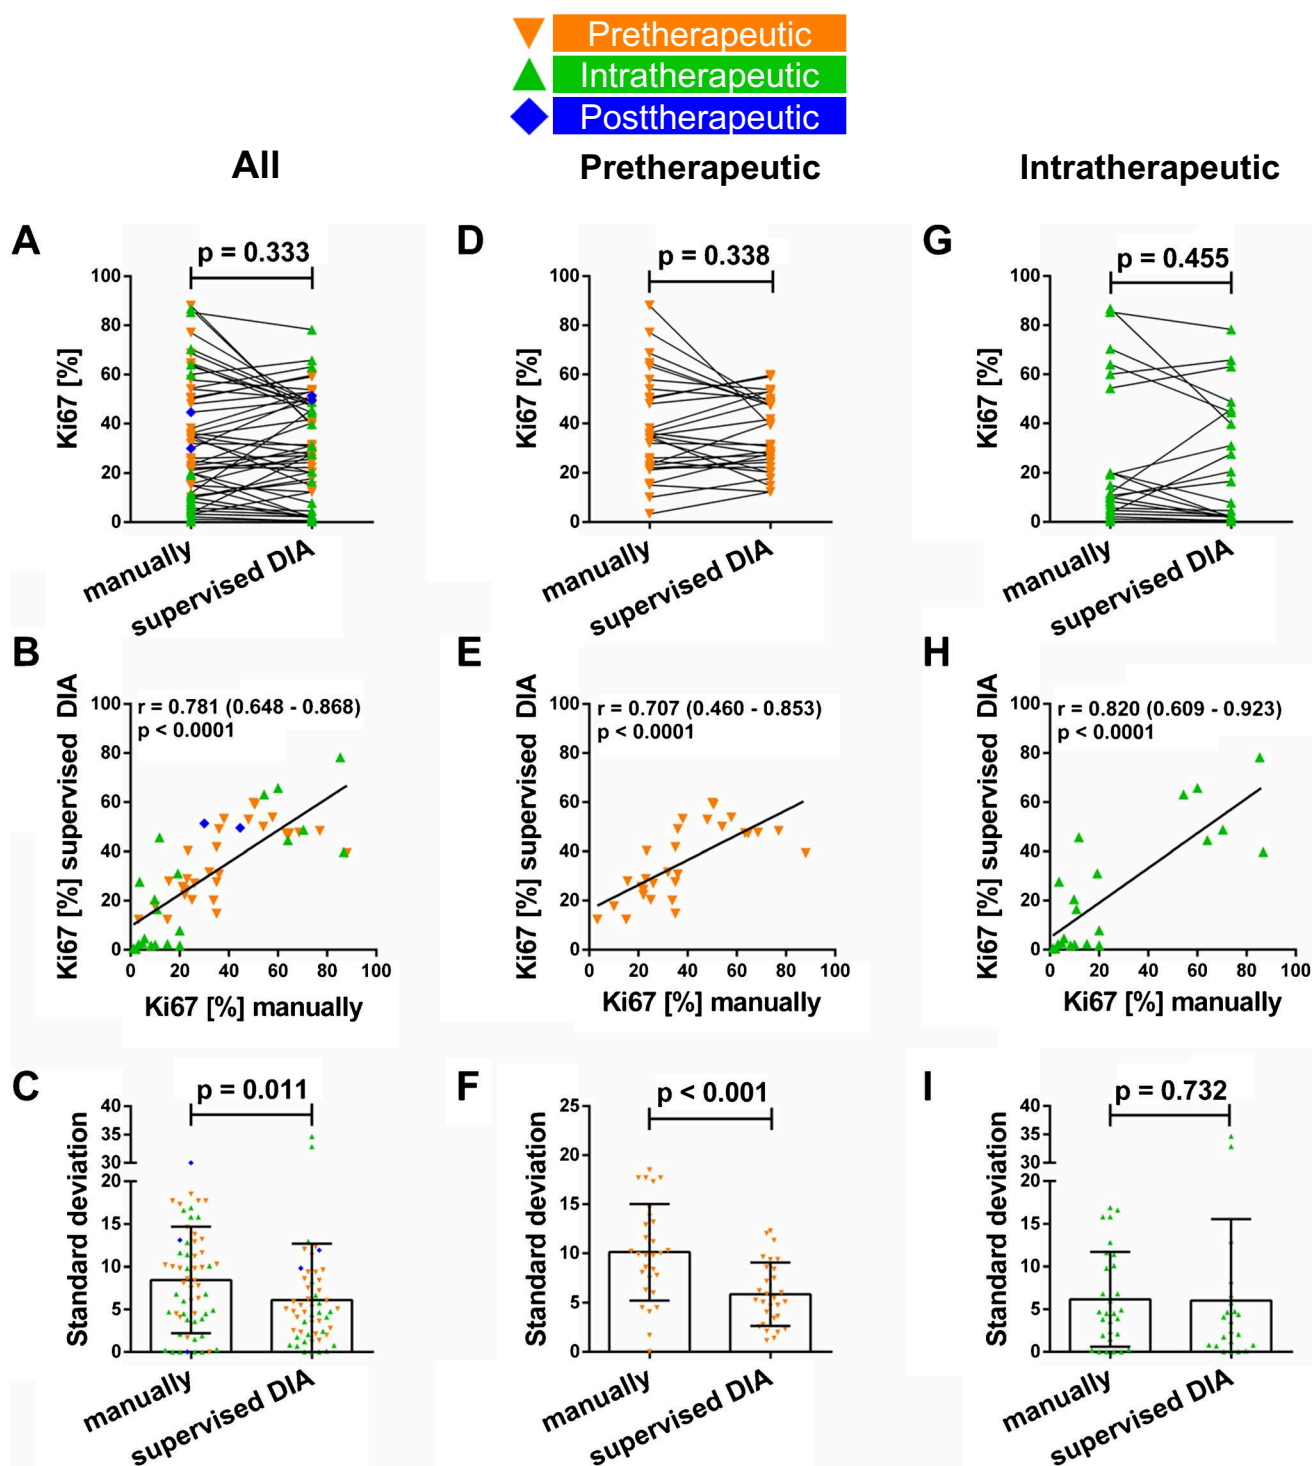 Pretherapeutic
Intratherapeutic
Posttherapeutic
All
Pretherapeutic
Intratherapeutic
A
p = 0.333
Ki67 [%]
100
80
60
40
20
0
manually
supervised DIA
D
p = 0.338
Ki67 [%]
100
80
60
40
20
0
manually
supervised DIA
G
p = 0.455
Ki67 [%]
100
80
60
40
20
0
manually
supervised DIA
B
r = 0.781 (0.648 - 0.868)
p < 0.0001
Ki67 [%] supervised DIA
100
80
60
40
20
0
0 20 40 60 80 100
Ki67 [%] manually
E
r = 0.707 (0.460 - 0.853)
p < 0.0001
Ki67 [%] supervised DIA
100
80
60
40
20
0
0 20 40 60 80 100
Ki67 [%] manually
H
r = 0.820 (0.609 - 0.923)
p < 0.0001
Ki67 [%] supervised DIA
100
80
60
40
20
0
0 20 40 60 80 100
Ki67 [%] manually
C
p = 0.011
Standard deviation
40
35
30
20
15
10
5
0
manually
supervised DIA
F
p < 0.001
Standard deviation
25
20
15
10
5
0
manually
supervised DIA
I
p = 0.732
Standard deviation
40
35
30
20
15
10
5
0
manually
supervised DIA